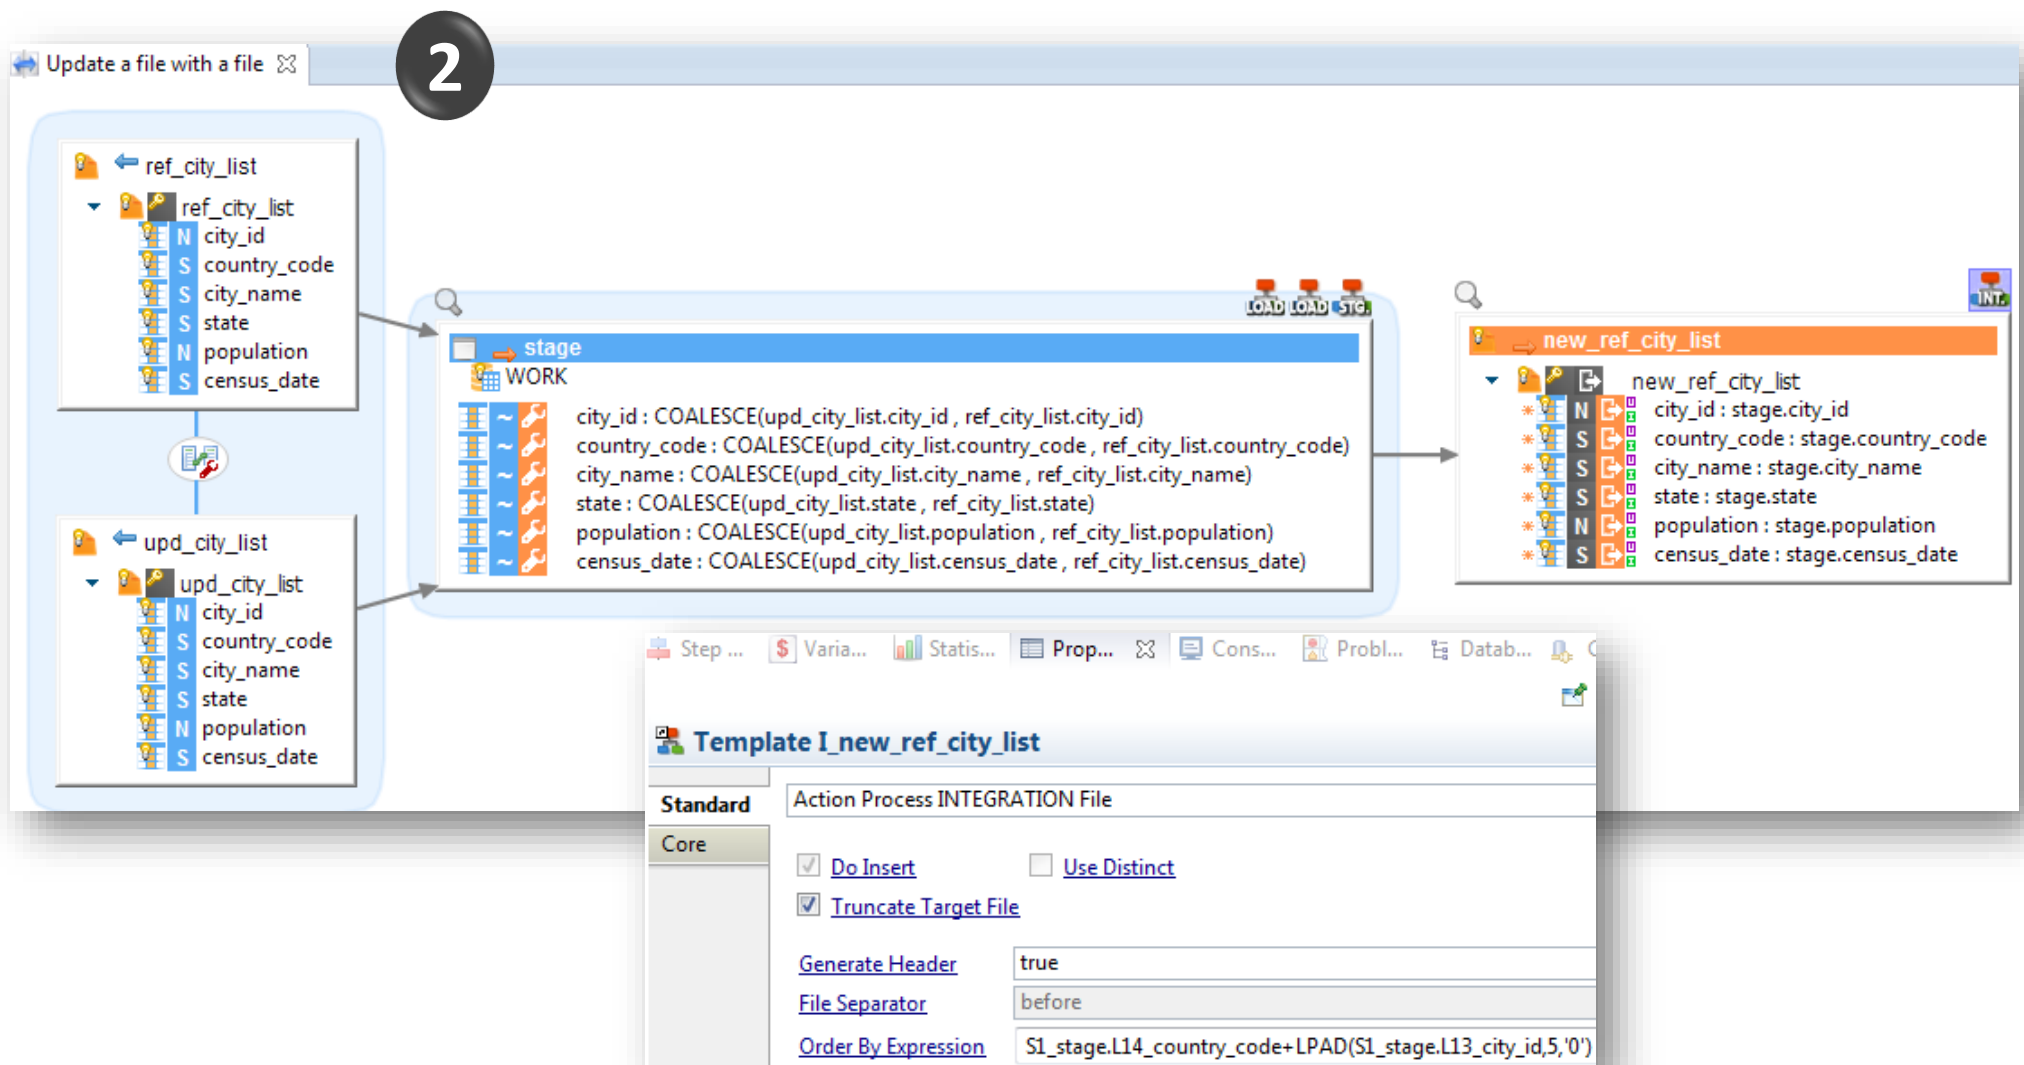 Update a file with a file
2
ref_city_list
ref_city_list
N city_id
S country_code
S city_name
S state
N population
S census_date
upd_city_list
upd_city_list
N city_id
S country_code
S city_name
S state
N population
S census_date
LOAD LOAD STG.
stage
WORK
~ city_id : COALESCE(upd_city_list.city_id , ref_city_list.city_id)
~ country_code : COALESCE(upd_city_list.country_code , ref_city_list.country_code)
~ city_name : COALESCE(upd_city_list.city_name , ref_city_list.city_name)
~ state : COALESCE(upd_city_list.state , ref_city_list.state)
~ population : COALESCE(upd_city_list.population , ref_city_list.population)
~ census_date : COALESCE(upd_city_list.census_date , ref_city_list.census_date)
INT.
new_ref_city_list
new_ref_city_list
N U I city_id : stage.city_id
S U I country_code : stage.country_code
S U I city_name : stage.city_name
S U I state : stage.state
N U I population : stage.population
S U I census_date : stage.census_date
Step ... $ Varia... Statis... Prop... Cons... Probl... Datab...
Template I_new_ref_city_list
Standard
Core
Action Process INTEGRATION File
Do Insert Use Distinct
Truncate Target File
Generate Header true
File Separator before
Order By Expression S1_stage.L14_country_code+LPAD(S1_stage.L13_city_id,5,'0')